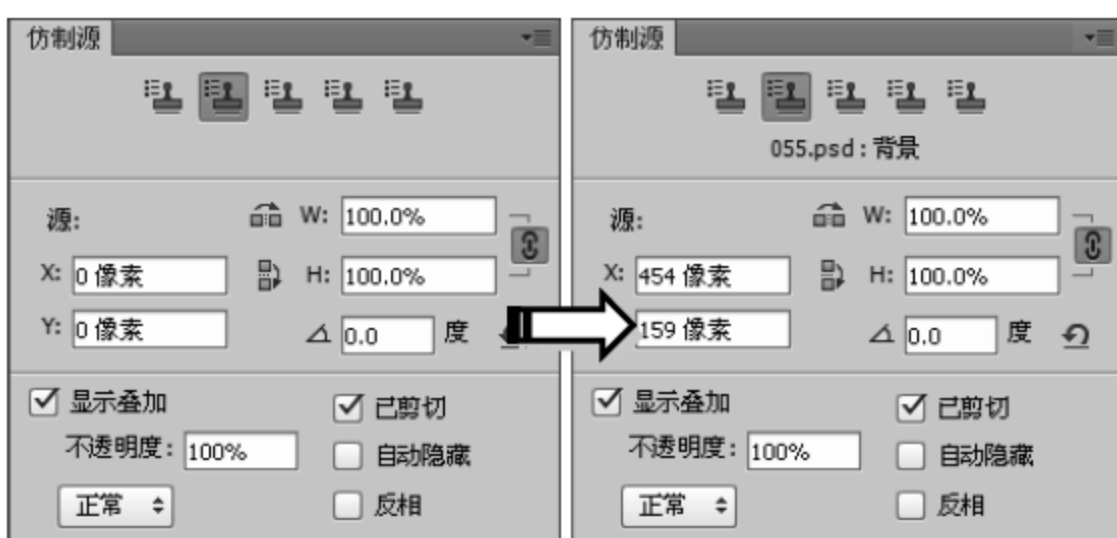 仿制源
源:
W: 100.0%
X: 0 像素
H: 100.0%
Y: 0 像素
0.0 度
显示叠加
已剪切
不透明度: 100%
自动隐藏
正常
反相
仿制源
055.psd : 背景
源:
W: 100.0%
X: 454 像素
H: 100.0%
159 像素
0.0 度
显示叠加
已剪切
不透明度: 100%
自动隐藏
正常
反相